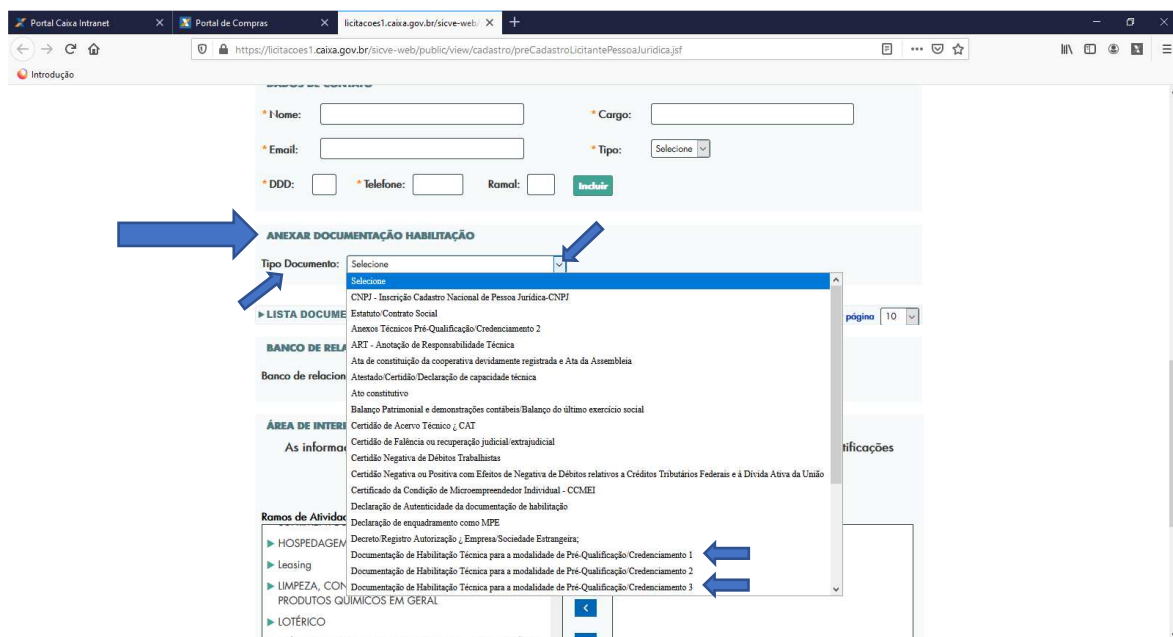 Portal Caixa Intranet
Portal de Compras
licitacoes1.caixa.gov.br/sicve-web/
https://licitacoes1.caixa.gov.br/sicve-web/public/view/cadastro/preCadastroLicitantePessoaJuridica.jsf
Introdução
DADOS DE CONTATO
* Nome:
* Cargo:
* Email:
* Tipo: Selecione
* DDD:
* Telefone:
Ramal:
Incluir
ANEXAR DOCUMENTAÇÃO HABILITAÇÃO
Tipo Documento: Selecione
Selecione
CNPJ - Inscrição Cadastro Nacional de Pessoa Jurídica-CNPJ
Estatuto/Contrato Social
Anexos Técnicos Pré-Qualificação/Credenciamento 2
ART - Anotação de Responsabilidade Técnica
Ata de constituição da cooperativa devidamente registrada e Ata da Assembleia
Atestado/Certidão/Declaração de capacidade técnica
Ato constitutivo
Balanço Patrimonial e demonstrações contábeis/Balanço do último exercício social
Certidão de Acervo Técnico ¿ CAT
Certidão de Falência ou recuperação judicial/extrajudicial
Certidão Negativa de Débitos Trabalhistas
Certidão Negativa ou Positiva com Efeitos de Negativa de Débitos relativos a Créditos Tributários Federais e à Dívida Ativa da União
Certificado da Condição de Microempreendedor Individual - CCMEI
Declaração de Autenticidade da documentação de habilitação
Declaração de enquadramento como MPE
Decreto/Registro Autorização ¿ Empresa/Sociedade Estrangeira;
Documentação de Habilitação Técnica para a modalidade de Pré-Qualificação/Credenciamento 1
Documentação de Habilitação Técnica para a modalidade de Pré-Qualificação/Credenciamento 2
Documentação de Habilitação Técnica para a modalidade de Pré-Qualificação/Credenciamento 3
LISTA DOCUME
página 10
BANCO DE RELA
Banco de relacion
ÁREA DE INTERE
As informa
tificações
Ramos de Atividad
HOSPEDAGEM
Leasing
LIMPEZA, CON
PRODUTOS QUÍMICOS EM GERAL
LOTÉRICO